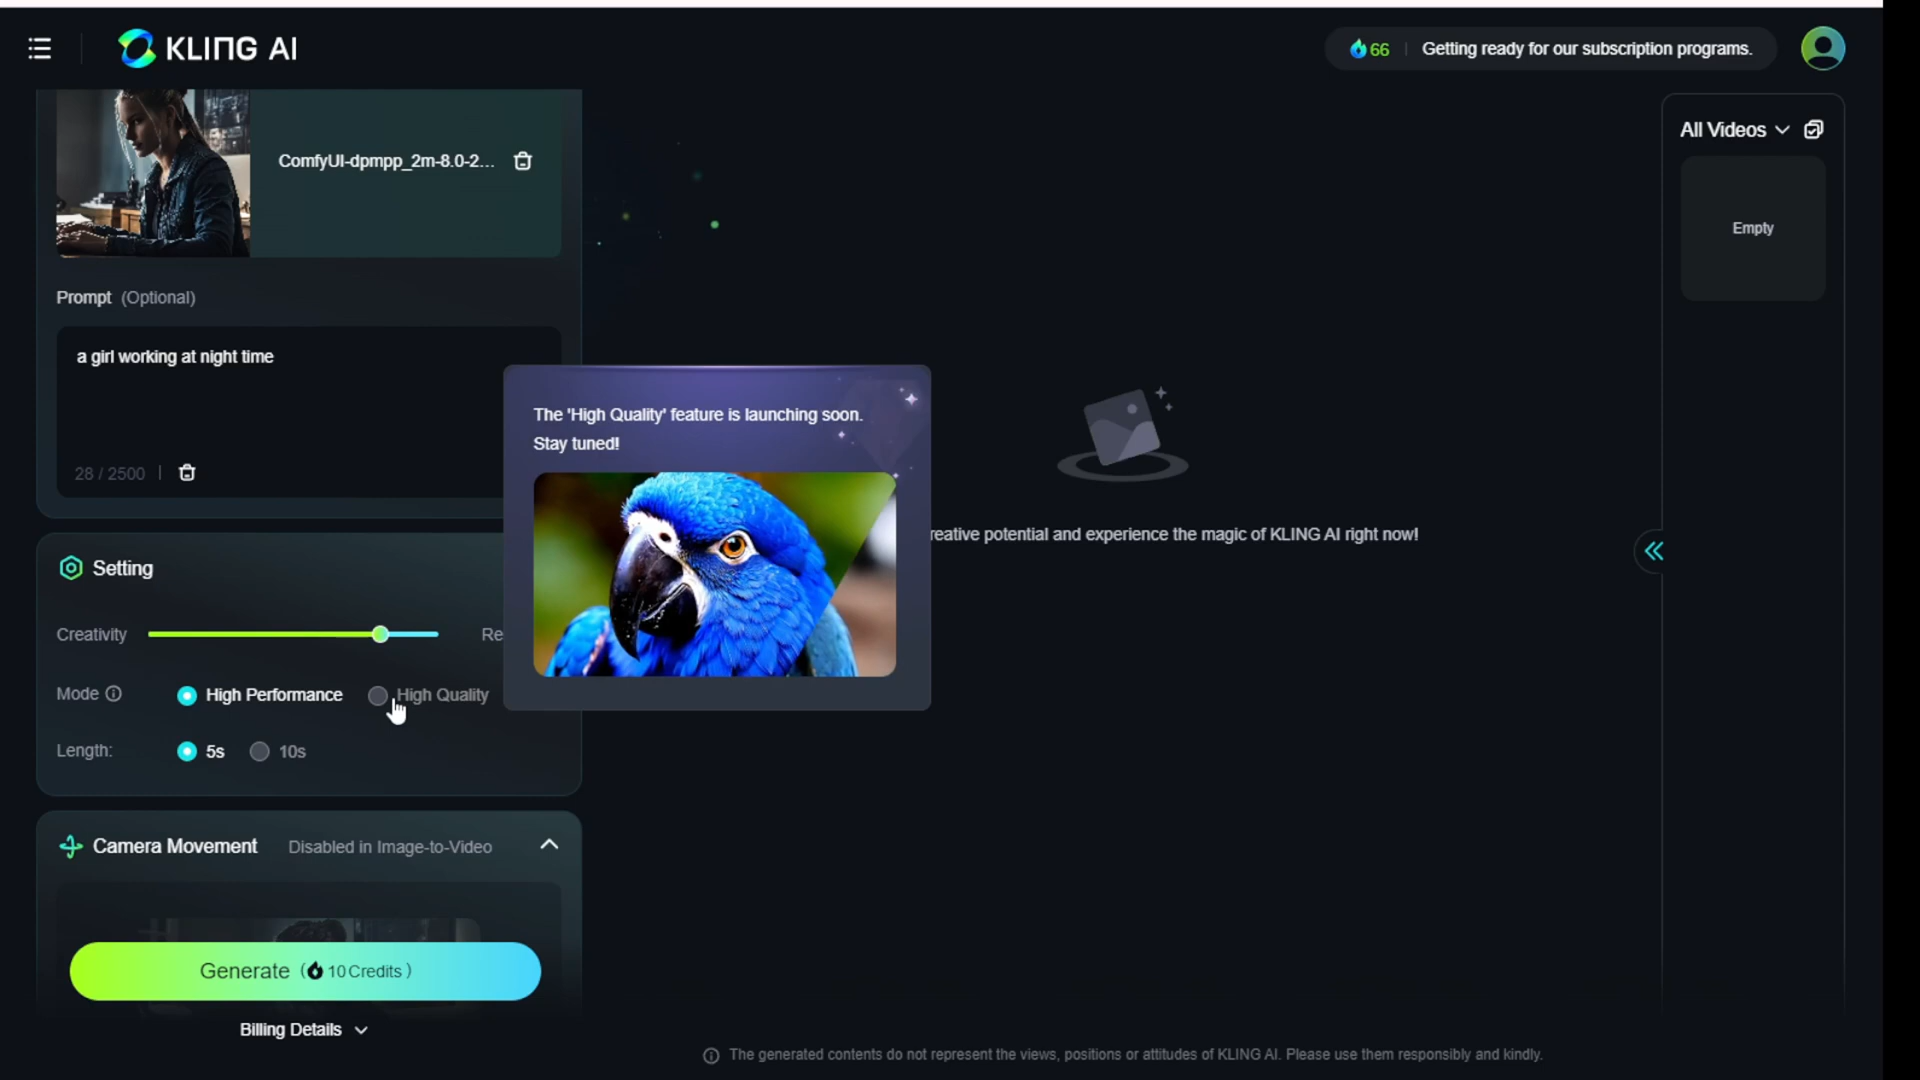 KLING AI
66 | Getting ready for our subscription programs.
ComfyUI-dpmpp_2m-8.0-2...
All Videos
Empty
Prompt (Optional)
a girl working at night time
28 / 2500
The 'High Quality' feature is launching soon.
Stay tuned!
reative potential and experience the magic of KLING AI right now!
Setting
Creativity Re
Mode High Performance High Quality
Length: 5s 10s
Camera Movement Disabled in Image-to-Video
Generate ( 10 Credits )
Billing Details
The generated contents do not represent the views, positions or attitudes of KLING AI. Please use them responsibly and kindly.